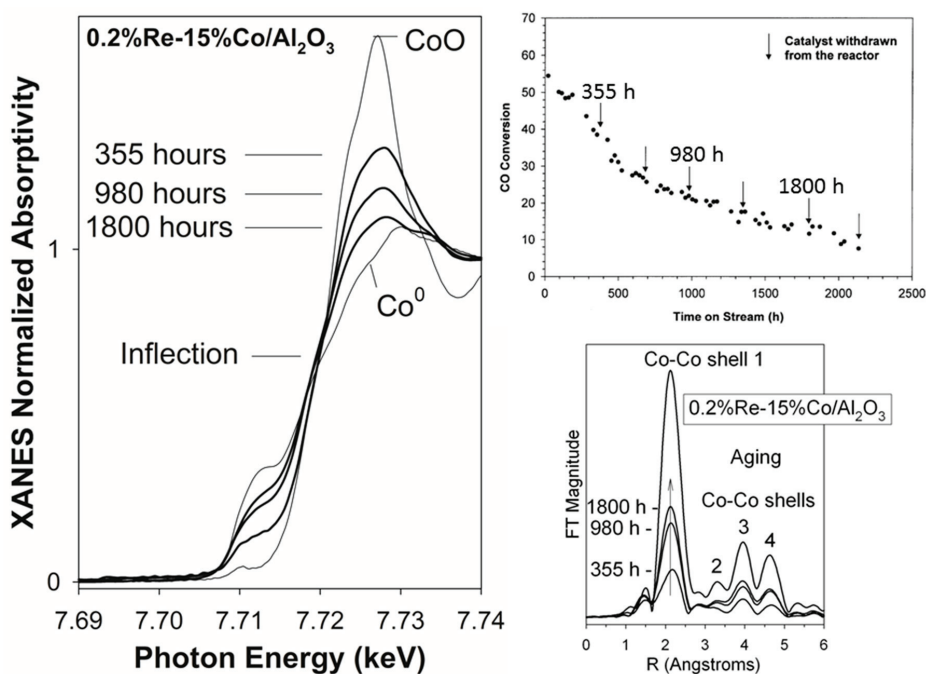 0.2%Re-15%Co/Al₂O₃
CoO
355 hours
980 hours
1800 hours
Co⁰
Inflection
XANES Normalized Absorptivity
1
0
7.69 7.70 7.71 7.72 7.73 7.74
Photon Energy (keV)
CO Conversion
70
60
50
40
30
20
10
0
Catalyst withdrawn
from the reactor
355 h
980 h
1800 h
0 500 1000 1500 2000 2500
Time on Stream (h)
Co-Co shell 1
0.2%Re-15%Co/Al₂O₃
Aging
Co-Co shells
1800 h
980 h
355 h
2 3 4
FT Magnitude
0 1 2 3 4 5 6
R (Angstroms)